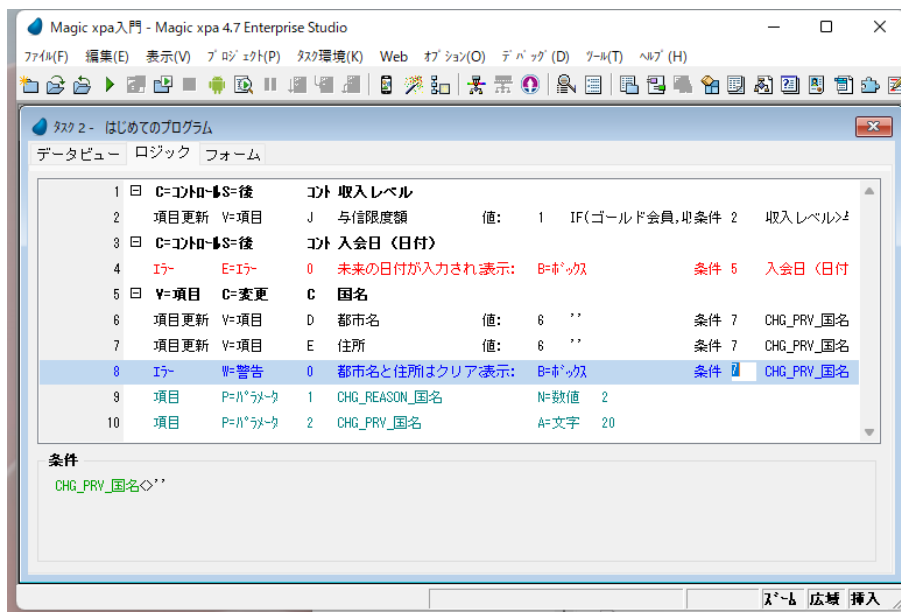 Magic xpa入門 - Magic xpa 4.7 Enterprise Studio
ﾌｧｲﾙ(F) 編集(E) 表示(V) ﾌﾟﾛｼﾞｪｸﾄ(P) ﾀｽｸ環境(K) Web ｵﾌﾟｼｮﾝ(O) ﾃﾞﾊﾞｯｸﾞ(D) ﾂｰﾙ(T) ﾍﾙﾌﾟ(H)
ﾀｽｸ 2 - はじめてのプログラム
データビュー ロジック フォーム
1 C=ｺﾝﾄﾛｰﾙ S=後 ｺﾝﾄ 収入レベル
2 項目更新 V=項目 J 与信限度額 値: 1 IF(ゴールド会員, 条件 2 収入レベル>
3 C=ｺﾝﾄﾛｰﾙ S=後 ｺﾝﾄ 入会日（日付）
4 ｴﾗｰ E=ｴﾗｰ 0 未来の日付が入力され 表示: B=ﾎﾞｯｸｽ 条件 5 入会日（日付
5 V=項目 C=変更 C 国名
6 項目更新 V=項目 D 都市名 値: 6 '' 条件 7 CHG_PRV_国名
7 項目更新 V=項目 E 住所 値: 6 '' 条件 7 CHG_PRV_国名
8 ｴﾗｰ W=警告 0 都市名と住所はクリア 表示: B=ﾎﾞｯｸｽ 条件 7 CHG_PRV_国名
9 項目 P=ﾊﾟﾗﾒｰﾀ 1 CHG_REASON_国名 N=数値 2
10 項目 P=ﾊﾟﾗﾒｰﾀ 2 CHG_PRV_国名 A=文字 20
条件
CHG_PRV_国名<>''
ｽﾞｰﾑ 広域 挿入